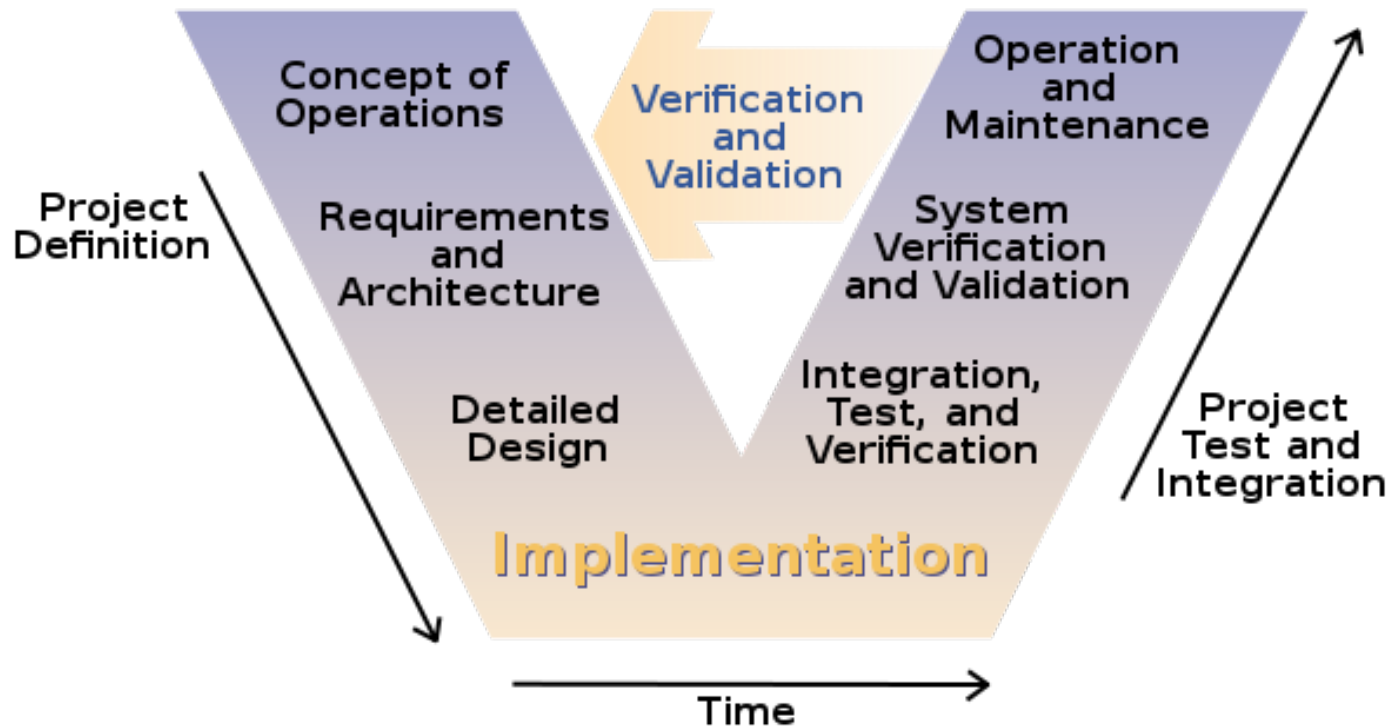 Concept of
Operations
Verification
and
Validation
Operation
and
Maintenance
Project
Definition
Requirements
and
Architecture
System
Verification
and Validation
Detailed
Design
Integration,
Test, and
Verification
Project
Test and
Integration
Implementation
Time